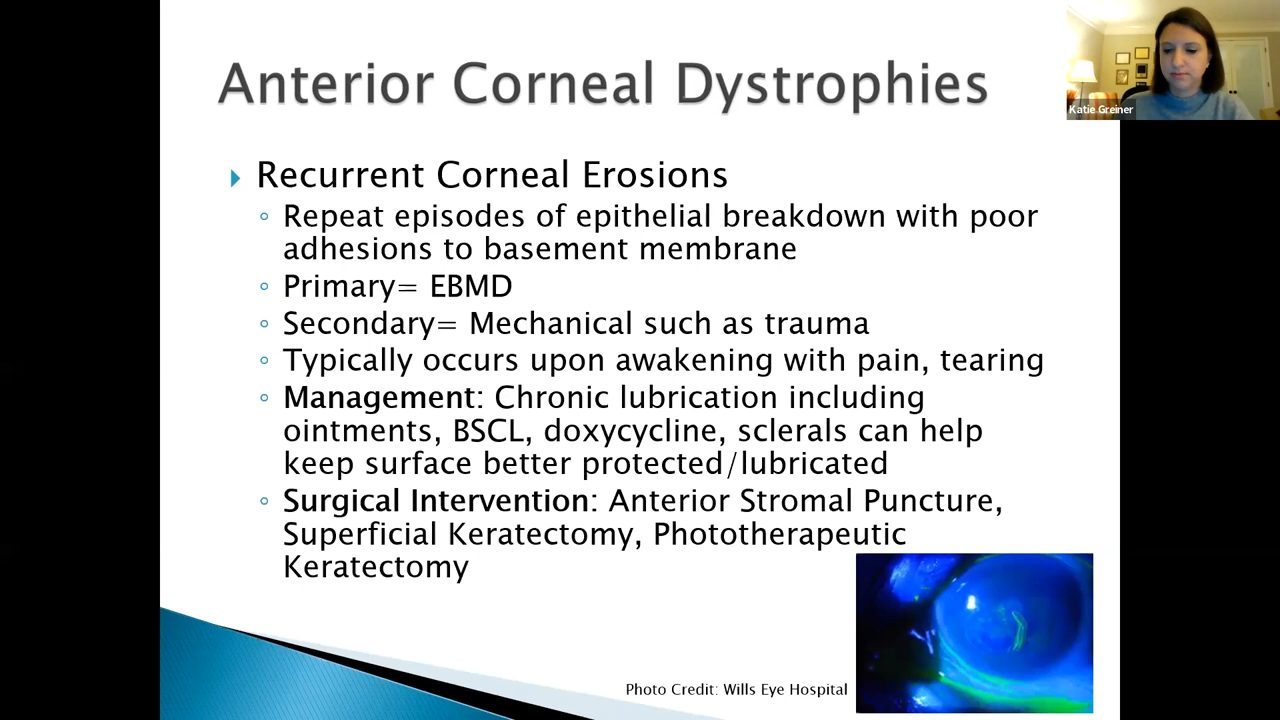 Anterior Corneal Dystrophies
Katie Greiner
Recurrent Corneal Erosions
Repeat episodes of epithelial breakdown with poor
adhesions to basement membrane
Primary= EBMD
Secondary= Mechanical such as trauma
Typically occurs upon awakening with pain, tearing
Management: Chronic lubrication including
ointments, BSCL, doxycycline, sclerals can help
keep surface better protected/lubricated
Surgical Intervention: Anterior Stromal Puncture,
Superficial Keratectomy, Phototherapeutic
Keratectomy
Photo Credit: Wills Eye Hospital